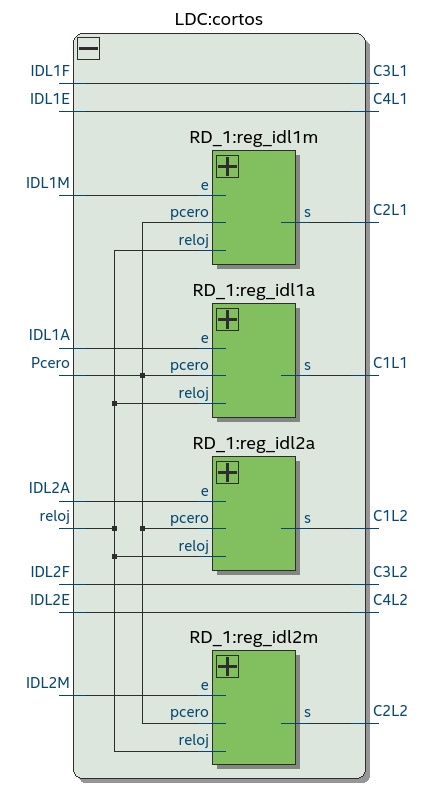 LDC:cortos
IDL1F C3L1
IDL1E C4L1
RD_1:reg_idl1m
IDL1M e
pcero s C2L1
reloj
RD_1:reg_idl1a
IDL1A e
Pcero pcero s C1L1
reloj
RD_1:reg_idl2a
IDL2A e
reloj pcero s C1L2
reloj
IDL2F C3L2
IDL2E C4L2
RD_1:reg_idl2m
IDL2M e
pcero s C2L2
reloj